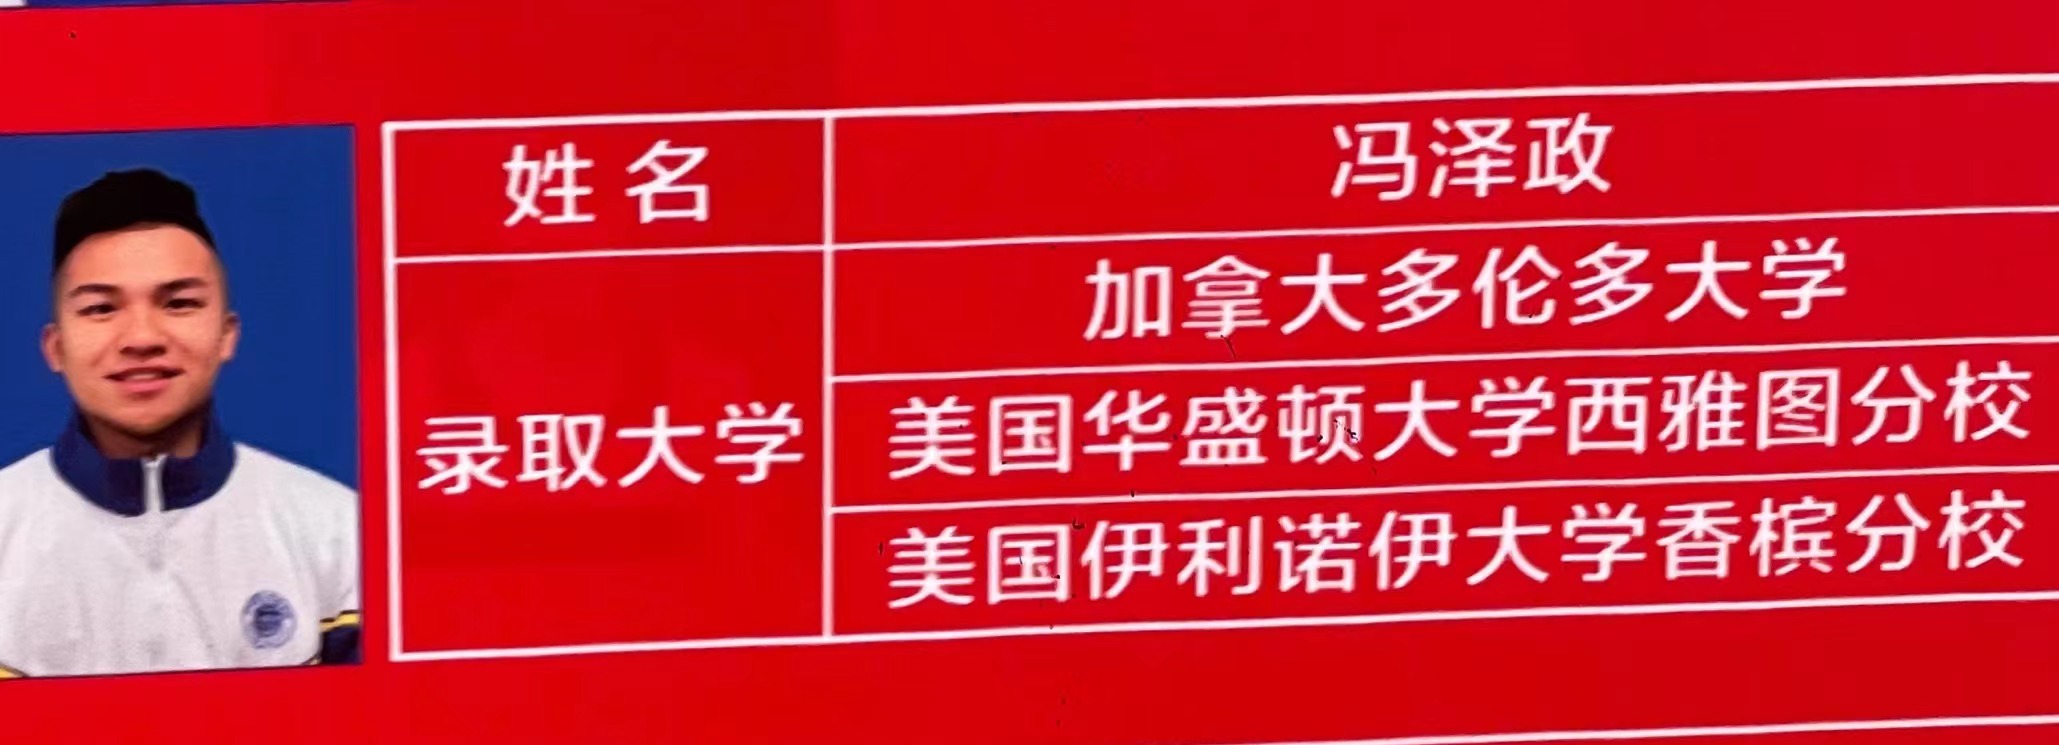 姓名 冯泽政
录取大学
加拿大多伦多大学
美国华盛顿大学西雅图分校
美国伊利诺伊大学香槟分校